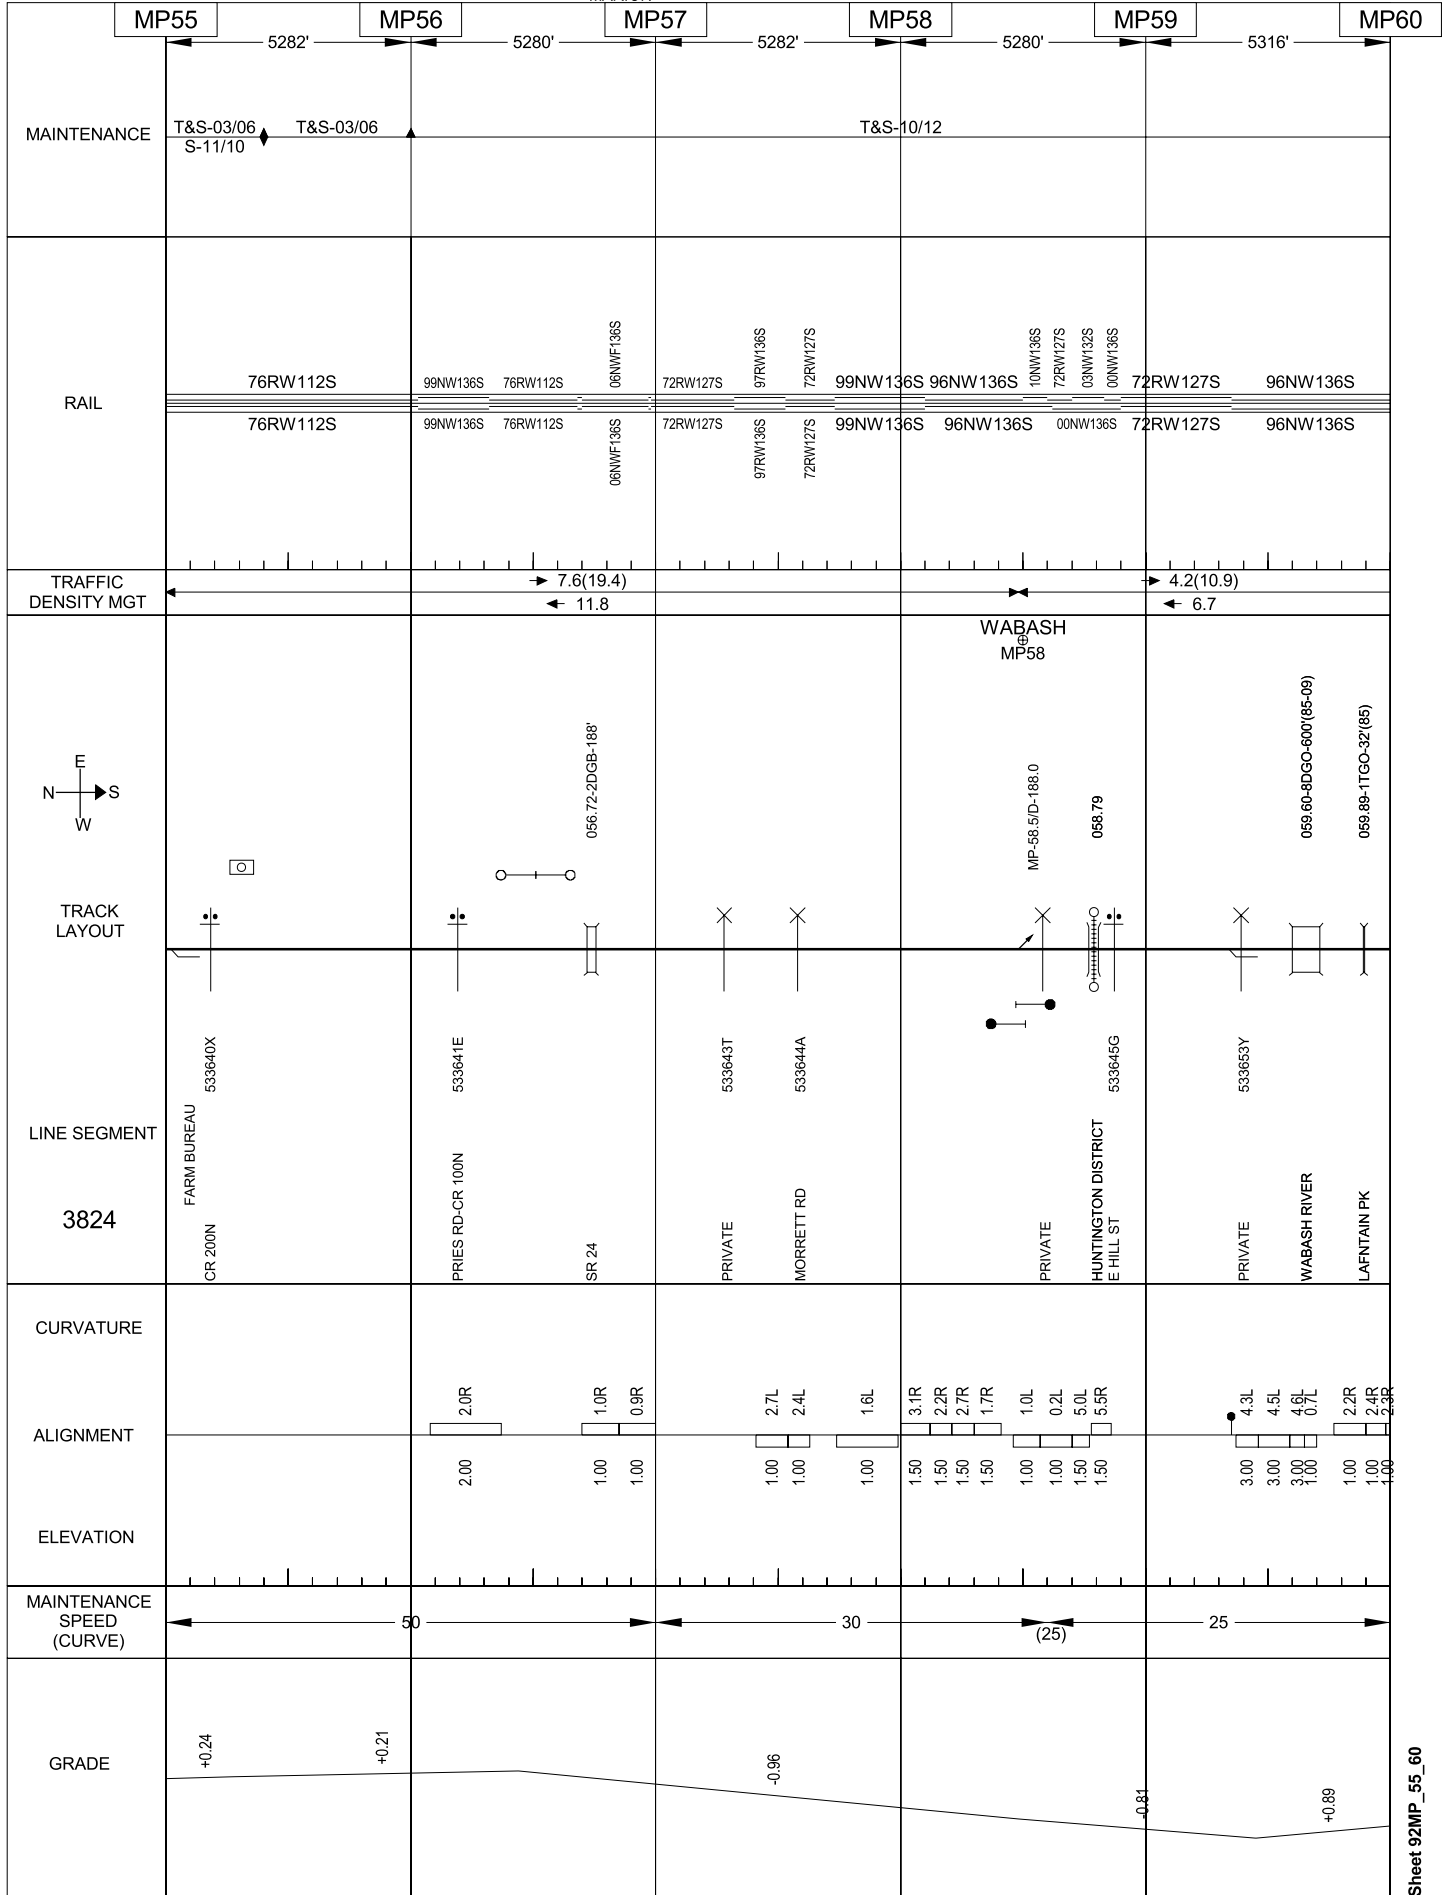 MP55
MP56
MP57
MP58
MP59
MP60
5282'
5280'
5282'
5280'
5316'
MAINTENANCE
T&S-03/06
S-11/10
T&S-03/06
T&S-10/12
RAIL
76RW112S
99NW136S
76RW112S
06NWF136S
72RW127S
97RW136S
72RW127S
99NW136S
96NW136S
10NW136S
72RW127S
03NW132S
00NW136S
72RW127S
96NW136S
76RW112S
99NW136S
76RW112S
06NWF136S
72RW127S
97RW136S
72RW127S
99NW136S
96NW136S
00NW136S
72RW127S
96NW136S
TRAFFIC
DENSITY MGT
7.6(19.4)
11.8
4.2(10.9)
6.7
WABASH
MP58
E
N
S
W
056.72-2DGB-188'
MP-58.5/D-188.0
058.79
059.60-8DGO-600'(85-09)
059.89-1TGO-32'(85)
TRACK
LAYOUT
533640X
533641E
533643T
533644A
533645G
533653Y
LINE SEGMENT
3824
FARM BUREAU
CR 200N
PRIES RD-CR 100N
SR 24
PRIVATE
MORRETT RD
PRIVATE
HUNTINGTON DISTRICT
E HILL ST
PRIVATE
WABASH RIVER
LAFNTAIN PK
CURVATURE
2.0R
1.0R
0.9R
2.7L
2.4L
1.6L
3.1R
2.2R
2.7R
1.7R
1.0L
0.2L
5.0L
5.5R
4.3L
4.5L
4.6L
0.7L
2.2R
2.4R
2.3R
ALIGNMENT
2.00
1.00
1.00
1.00
1.00
1.00
1.50
1.50
1.50
1.50
1.00
1.00
1.50
1.50
3.00
3.00
3.00
1.00
1.00
1.00
1.00
ELEVATION
MAINTENANCE
SPEED
(CURVE)
50
30
(25)
25
GRADE
+0.24
+0.21
-0.96
-0.81
+0.89
Sheet 92MP_55_60